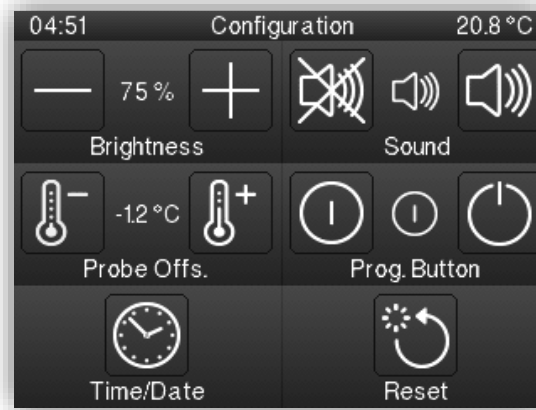 04:51 Configuration 20.8 °C
75 %
Brightness Sound
-1.2 °C
Probe Offs. Prog. Button
Time/Date Reset